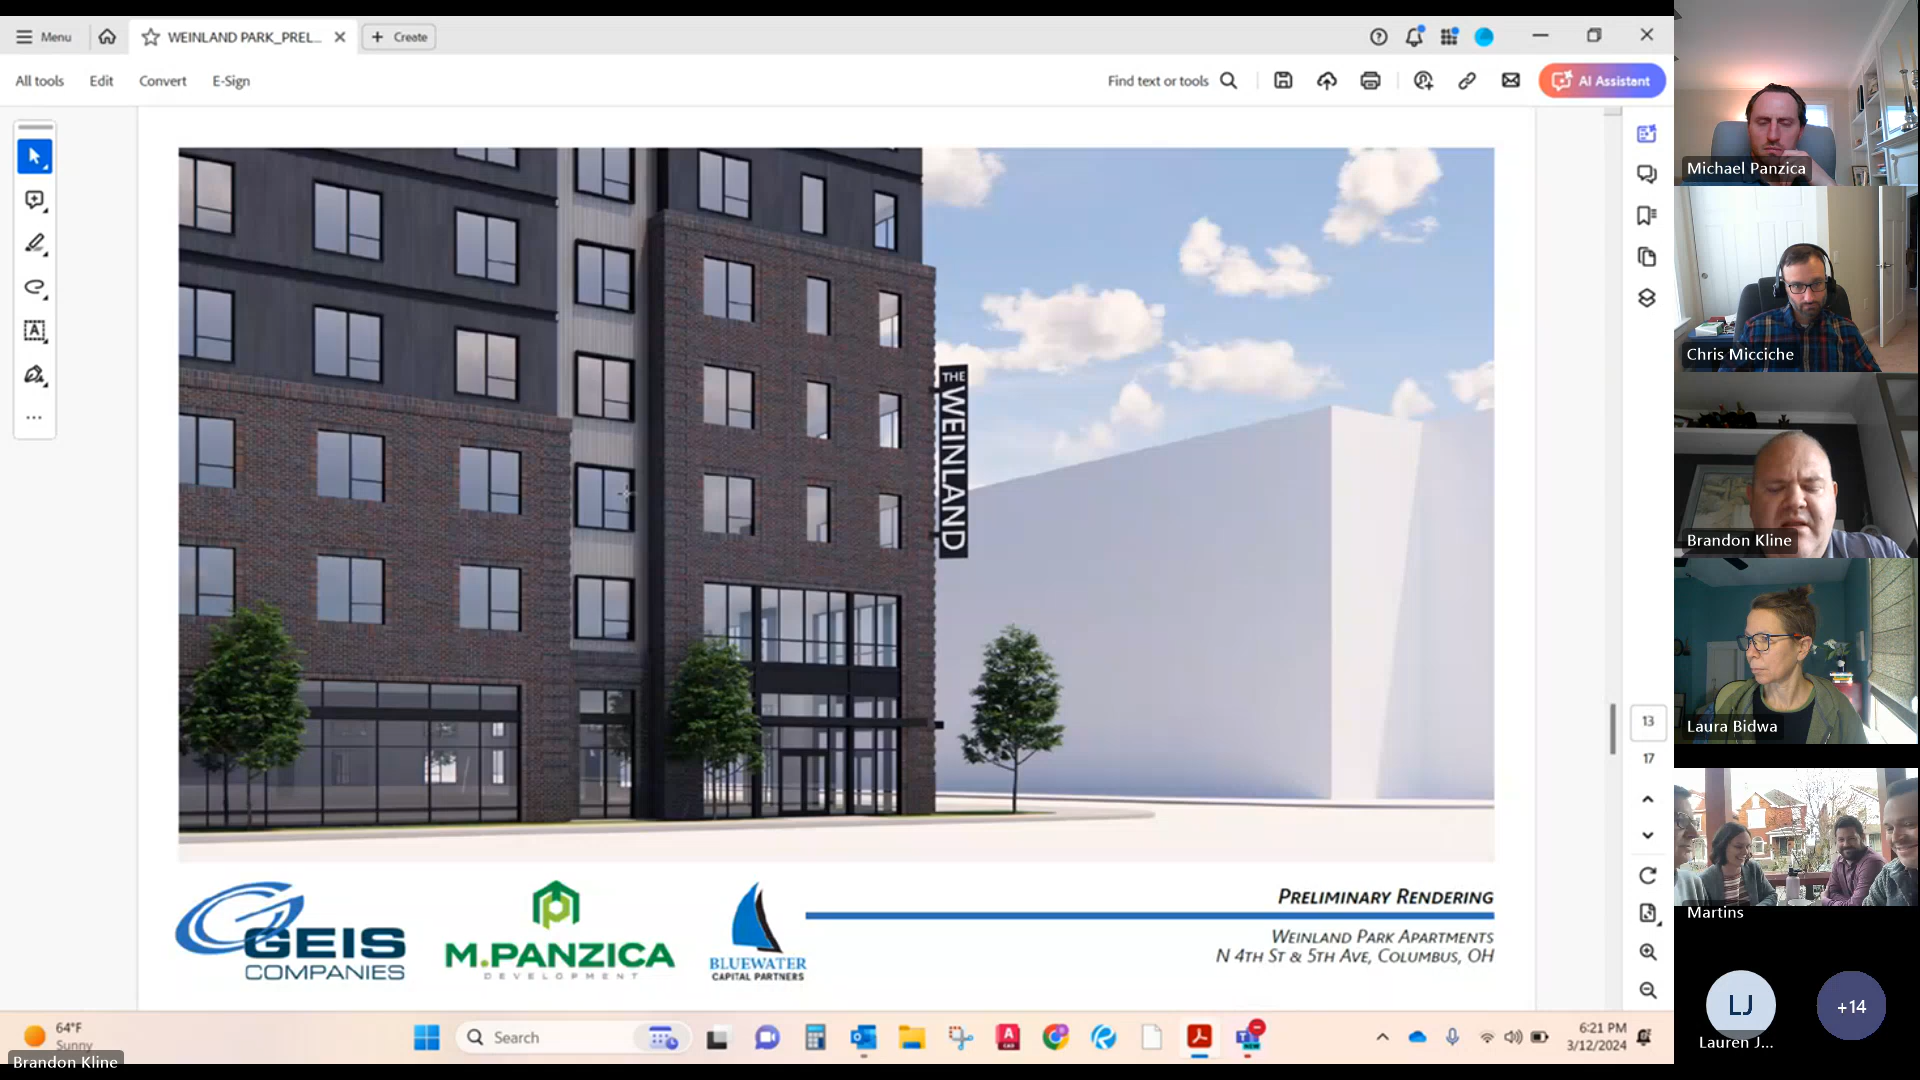 Menu
WEINLAND PARK_PREL...
Create
All tools
Edit
Convert
E-Sign
Find text or tools
AI Assistant
THE WEINLAND
GEIS
COMPANIES
M.PANZICA
DEVELOPMENT
BLUEWATER
CAPITAL PARTNERS
PRELIMINARY RENDERING
WEINLAND PARK APARTMENTS
N 4TH ST & 5TH AVE, COLUMBUS, OH
13
17
Michael Panzica
Chris Micciche
Brandon Kline
Laura Bidwa
Martins
LJ
+14
Lauren J...
64°F
Sunny
Search
6:21 PM
3/12/2024
Brandon Kline